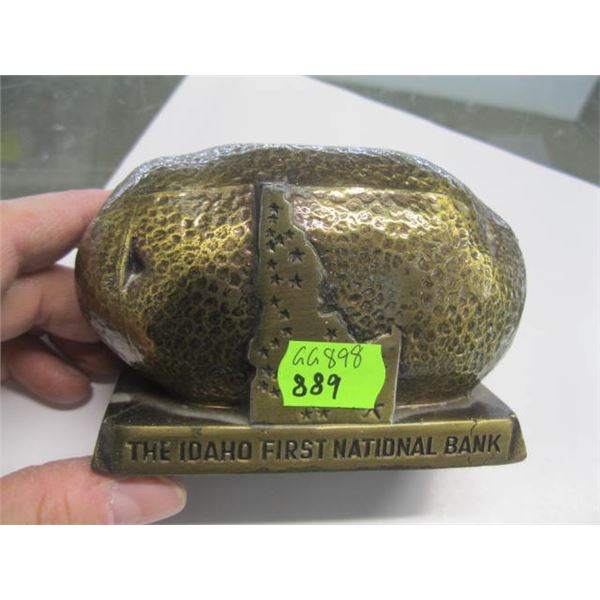 GG898
889
THE IDAHO FIRST NATIONAL BANK